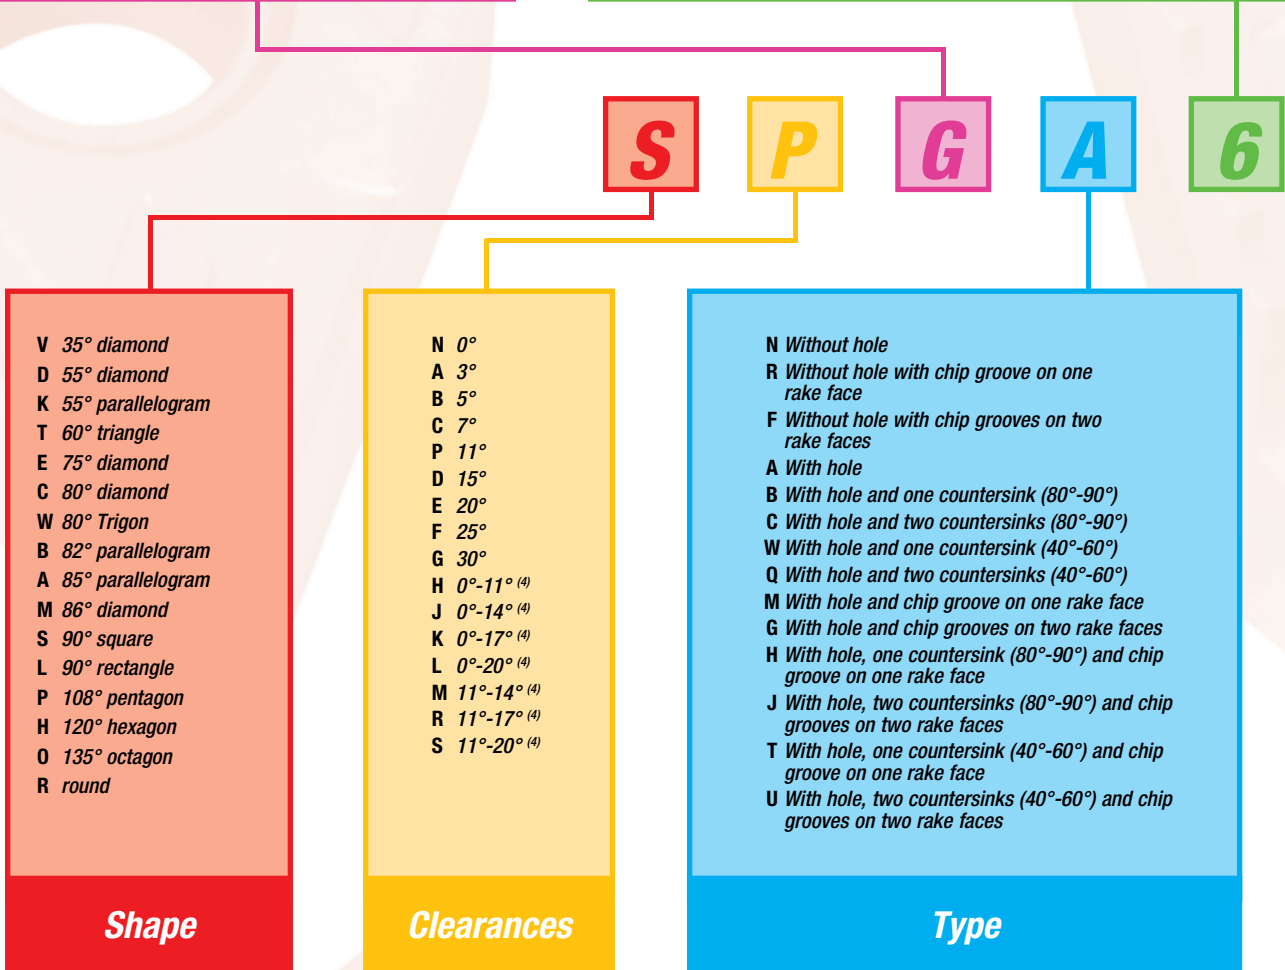 S P G A 6
V 35° diamond
D 55° diamond
K 55° parallelogram
T 60° triangle
E 75° diamond
C 80° diamond
W 80° Trigon
B 82° parallelogram
A 85° parallelogram
M 86° diamond
S 90° square
L 90° rectangle
P 108° pentagon
H 120° hexagon
O 135° octagon
R round
Shape
N 0°
A 3°
B 5°
C 7°
P 11°
D 15°
E 20°
F 25°
G 30°
H 0°-11° (4)
J 0°-14° (4)
K 0°-17° (4)
L 0°-20° (4)
M 11°-14° (4)
R 11°-17° (4)
S 11°-20° (4)
Clearances
N Without hole
R Without hole with chip groove on one
rake face
F Without hole with chip grooves on two
rake faces
A With hole
B With hole and one countersink (80°-90°)
C With hole and two countersinks (80°-90°)
W With hole and one countersink (40°-60°)
Q With hole and two countersinks (40°-60°)
M With hole and chip groove on one rake face
G With hole and chip grooves on two rake faces
H With hole, one countersink (80°-90°) and chip
groove on one rake face
J With hole, two countersinks (80°-90°) and chip
grooves on two rake faces
T With hole, one countersink (40°-60°) and chip
groove on one rake face
U With hole, two countersinks (40°-60°) and chip
grooves on two rake faces
Type